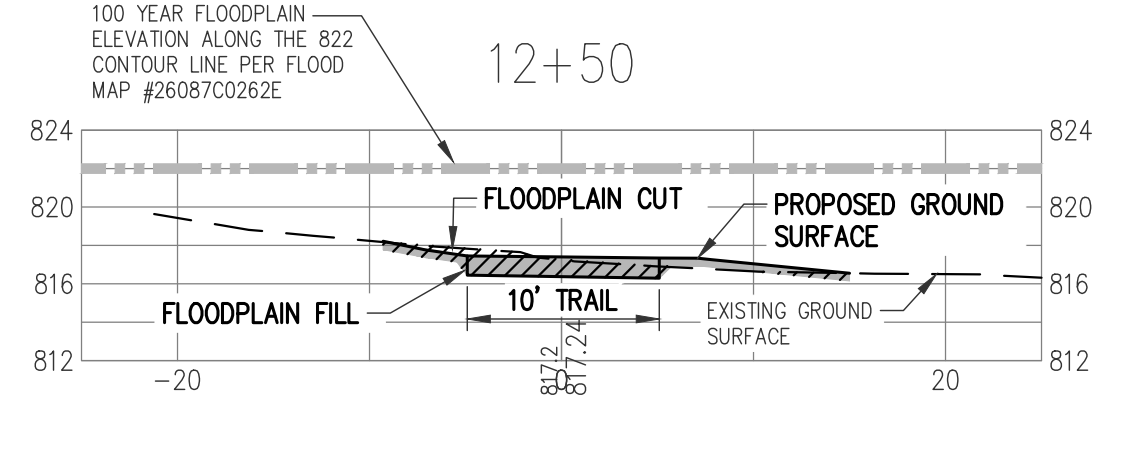 100 YEAR FLOODPLAIN
ELEVATION ALONG THE 822
CONTOUR LINE PER FLOOD
MAP #26087C0262E
12+50
824
824
820
FLOODPLAIN CUT
PROPOSED GROUND
SURFACE
820
816
816
FLOODPLAIN FILL
10' TRAIL
EXISTING GROUND
SURFACE
812
812
-20
817.2
0
817.24
20